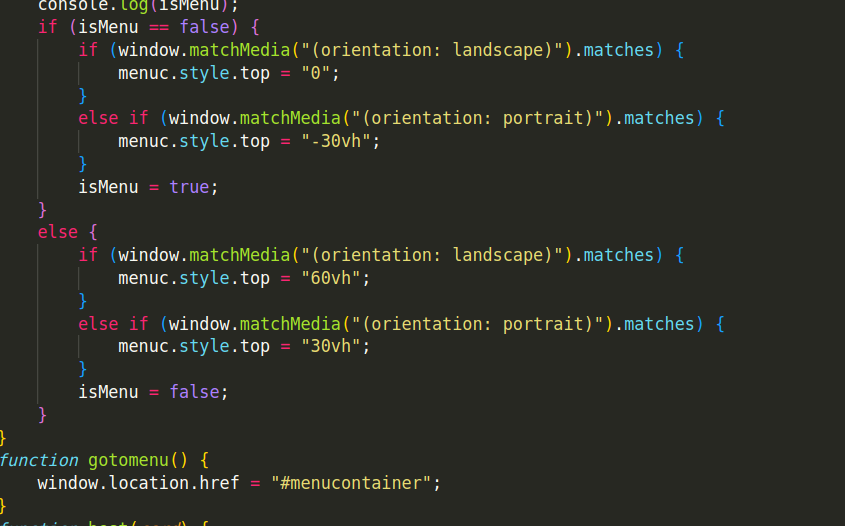 console.log(isMenu);
if (isMenu == false) {
if (window.matchMedia("(orientation: landscape)").matches) {
menuc.style.top = "0";
}
else if (window.matchMedia("(orientation: portrait)").matches) {
menuc.style.top = "-30vh";
}
isMenu = true;
}
else {
if (window.matchMedia("(orientation: landscape)").matches) {
menuc.style.top = "60vh";
}
else if (window.matchMedia("(orientation: portrait)").matches) {
menuc.style.top = "30vh";
}
isMenu = false;
}
}
function gotomenu() {
window.location.href = "#menucontainer";
}
function